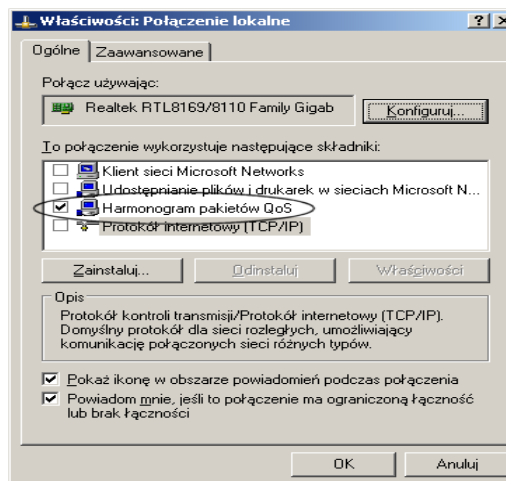 Właściwości: Połączenie lokalne
Ogólne Zaawansowane
Połącz używając:
Realtek RTL8169/8110 Family Gigab Konfiguruj...
To połączenie wykorzystuje następujące składniki:
Klient sieci Microsoft Networks
Udostępnianie plików i drukarek w sieciach Microsoft N...
Harmonogram pakietów QoS
Protokół internetowy (TCP/IP)
Zainstaluj... Odinstaluj Właściwości
Opis
Protokół kontroli transmisji/Protokół internetowy (TCP/IP).
Domyślny protokół dla sieci rozległych, umożliwiający
komunikację połączonych sieci różnych typów.
Pokaż ikonę w obszarze powiadomień podczas połączenia
Powiadom mnie, jeśli to połączenie ma ograniczoną łączność
lub brak łączności
OK Anuluj